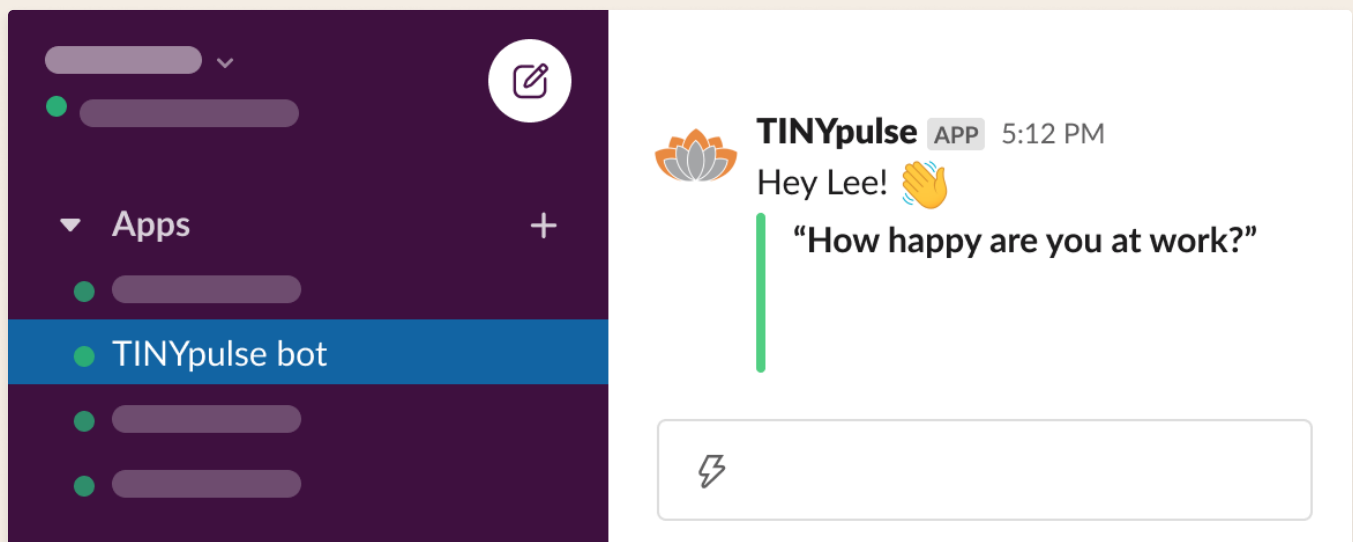 Apps
TINYpulse bot
TINYpulse APP 5:12 PM
Hey Lee! 👋
“How happy are you at work?”